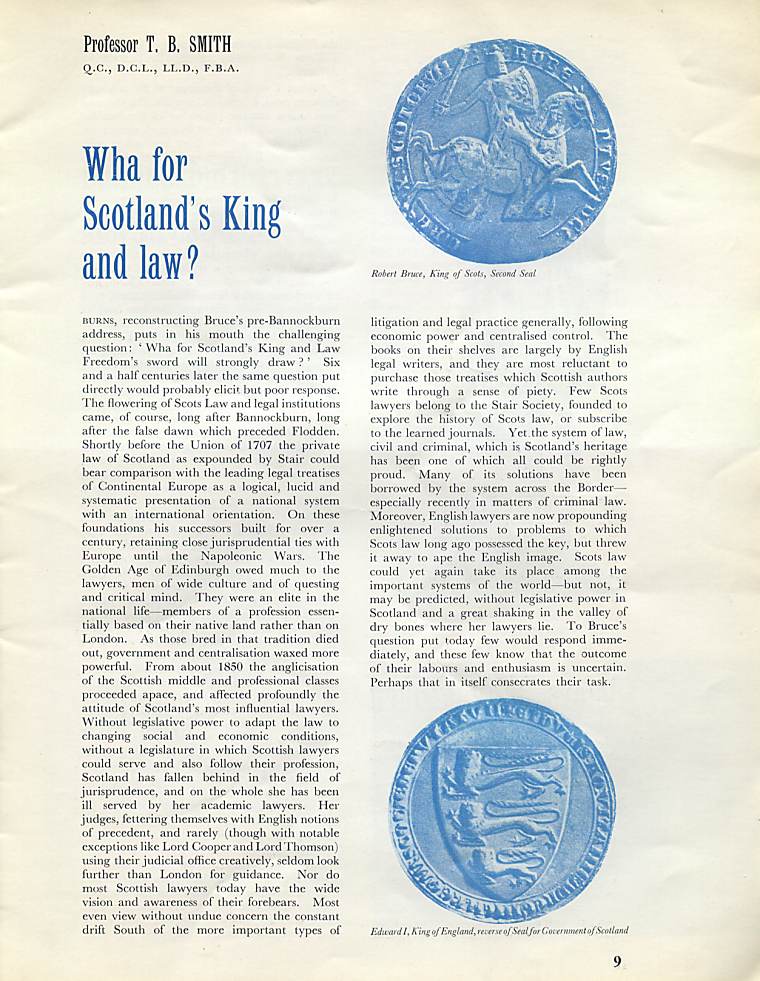 Professor T. B. SMITH
Q.C., D.C.L., LL.D., F.B.A.
Wha for
Scotland's King
and law?
Robert Bruce, King of Scots, Second Seal
BURNS, reconstructing Bruce's pre-Bannockburn
address, puts in his mouth the challenging
question: ' Wha for Scotland's King and Law
Freedom's sword will strongly draw?' Six
and a half centuries later the same question put
directly would probably elicit but poor response.
The flowering of Scots Law and legal institutions
came, of course, long after Bannockburn, long
after the false dawn which preceded Flodden.
Shortly before the Union of 1707 the private
law of Scotland as expounded by Stair could
bear comparison with the leading legal treatises
of Continental Europe as a logical, lucid and
systematic presentation of a national system
with an international orientation. On these
foundations his successors built for over a
century, retaining close jurisprudential ties with
Europe until the Napoleonic Wars. The
Golden Age of Edinburgh owed much to the
lawyers, men of wide culture and of questing
and critical mind. They were an elite in the
national life—members of a profession essen-
tially based on their native land rather than on
London. As those bred in that tradition died
out, government and centralisation waxed more
powerful. From about 1850 the anglicisation
of the Scottish middle and professional classes
proceeded apace, and affected profoundly the
attitude of Scotland's most influential lawyers.
Without legislative power to adapt the law to
changing social and economic conditions,
without a legislature in which Scottish lawyers
could serve and also follow their profession,
Scotland has fallen behind in the field of
jurisprudence, and on the whole she has been
ill served by her academic lawyers. Her
judges, fettering themselves with English notions
of precedent, and rarely (though with notable
exceptions like Lord Cooper and Lord Thomson)
using their judicial office creatively, seldom look
further than London for guidance. Nor do
most Scottish lawyers today have the wide
vision and awareness of their forebears. Most
even view without undue concern the constant
drift South of the more important types of
litigation and legal practice generally, following
economic power and centralised control. The
books on their shelves are largely by English
legal writers, and they are most reluctant to
purchase those treatises which Scottish authors
write through a sense of piety. Few Scots
lawyers belong to the Stair Society, founded to
explore the history of Scots law, or subscribe
to the learned journals. Yet the system of law,
civil and criminal, which is Scotland's heritage
has been one of which all could be rightly
proud. Many of its solutions have been
borrowed by the system across the Border—
especially recently in matters of criminal law.
Moreover, English lawyers are now propounding
enlightened solutions to problems to which
Scots law long ago possessed the key, but threw
it away to ape the English image. Scots law
could yet again take its place among the
important systems of the world—but not, it
may be predicted, without legislative power in
Scotland and a great shaking in the valley of
dry bones where her lawyers lie. To Bruce's
question put today few would respond imme-
diately, and these few know that the outcome
of their labours and enthusiasm is uncertain.
Perhaps that in itself consecrates their task.
Edward I, King of England, reverse of Seal for Government of Scotland
9